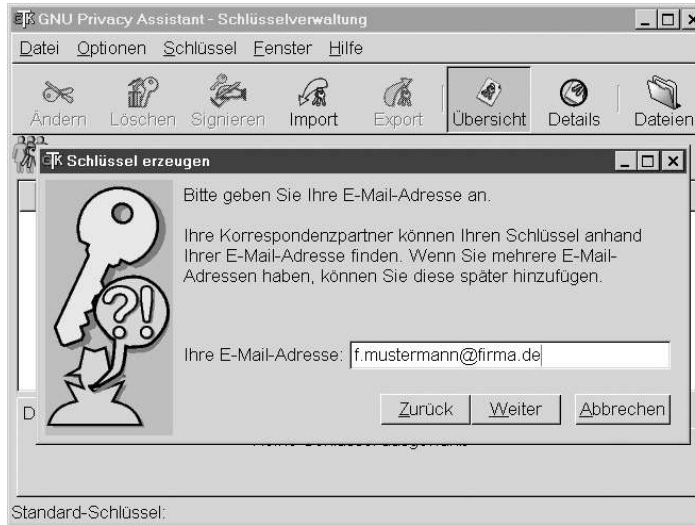 GNU Privacy Assistant - Schlüsselverwaltung
Datei Optionen Schlüssel Fenster Hilfe
Ändern Löschen Signieren Import Export Übersicht Details Dateien
Schlüssel erzeugen
Bitte geben Sie Ihre E-Mail-Adresse an.
Ihre Korrespondenzpartner können Ihren Schlüssel anhand
Ihrer E-Mail-Adresse finden. Wenn Sie mehrere E-Mail-
Adressen haben, können Sie diese später hinzufügen.
?!
Ihre E-Mail-Adresse: f.mustermann@firma.de
Zurück Weiter Abbrechen
D
Standard-Schlüssel: